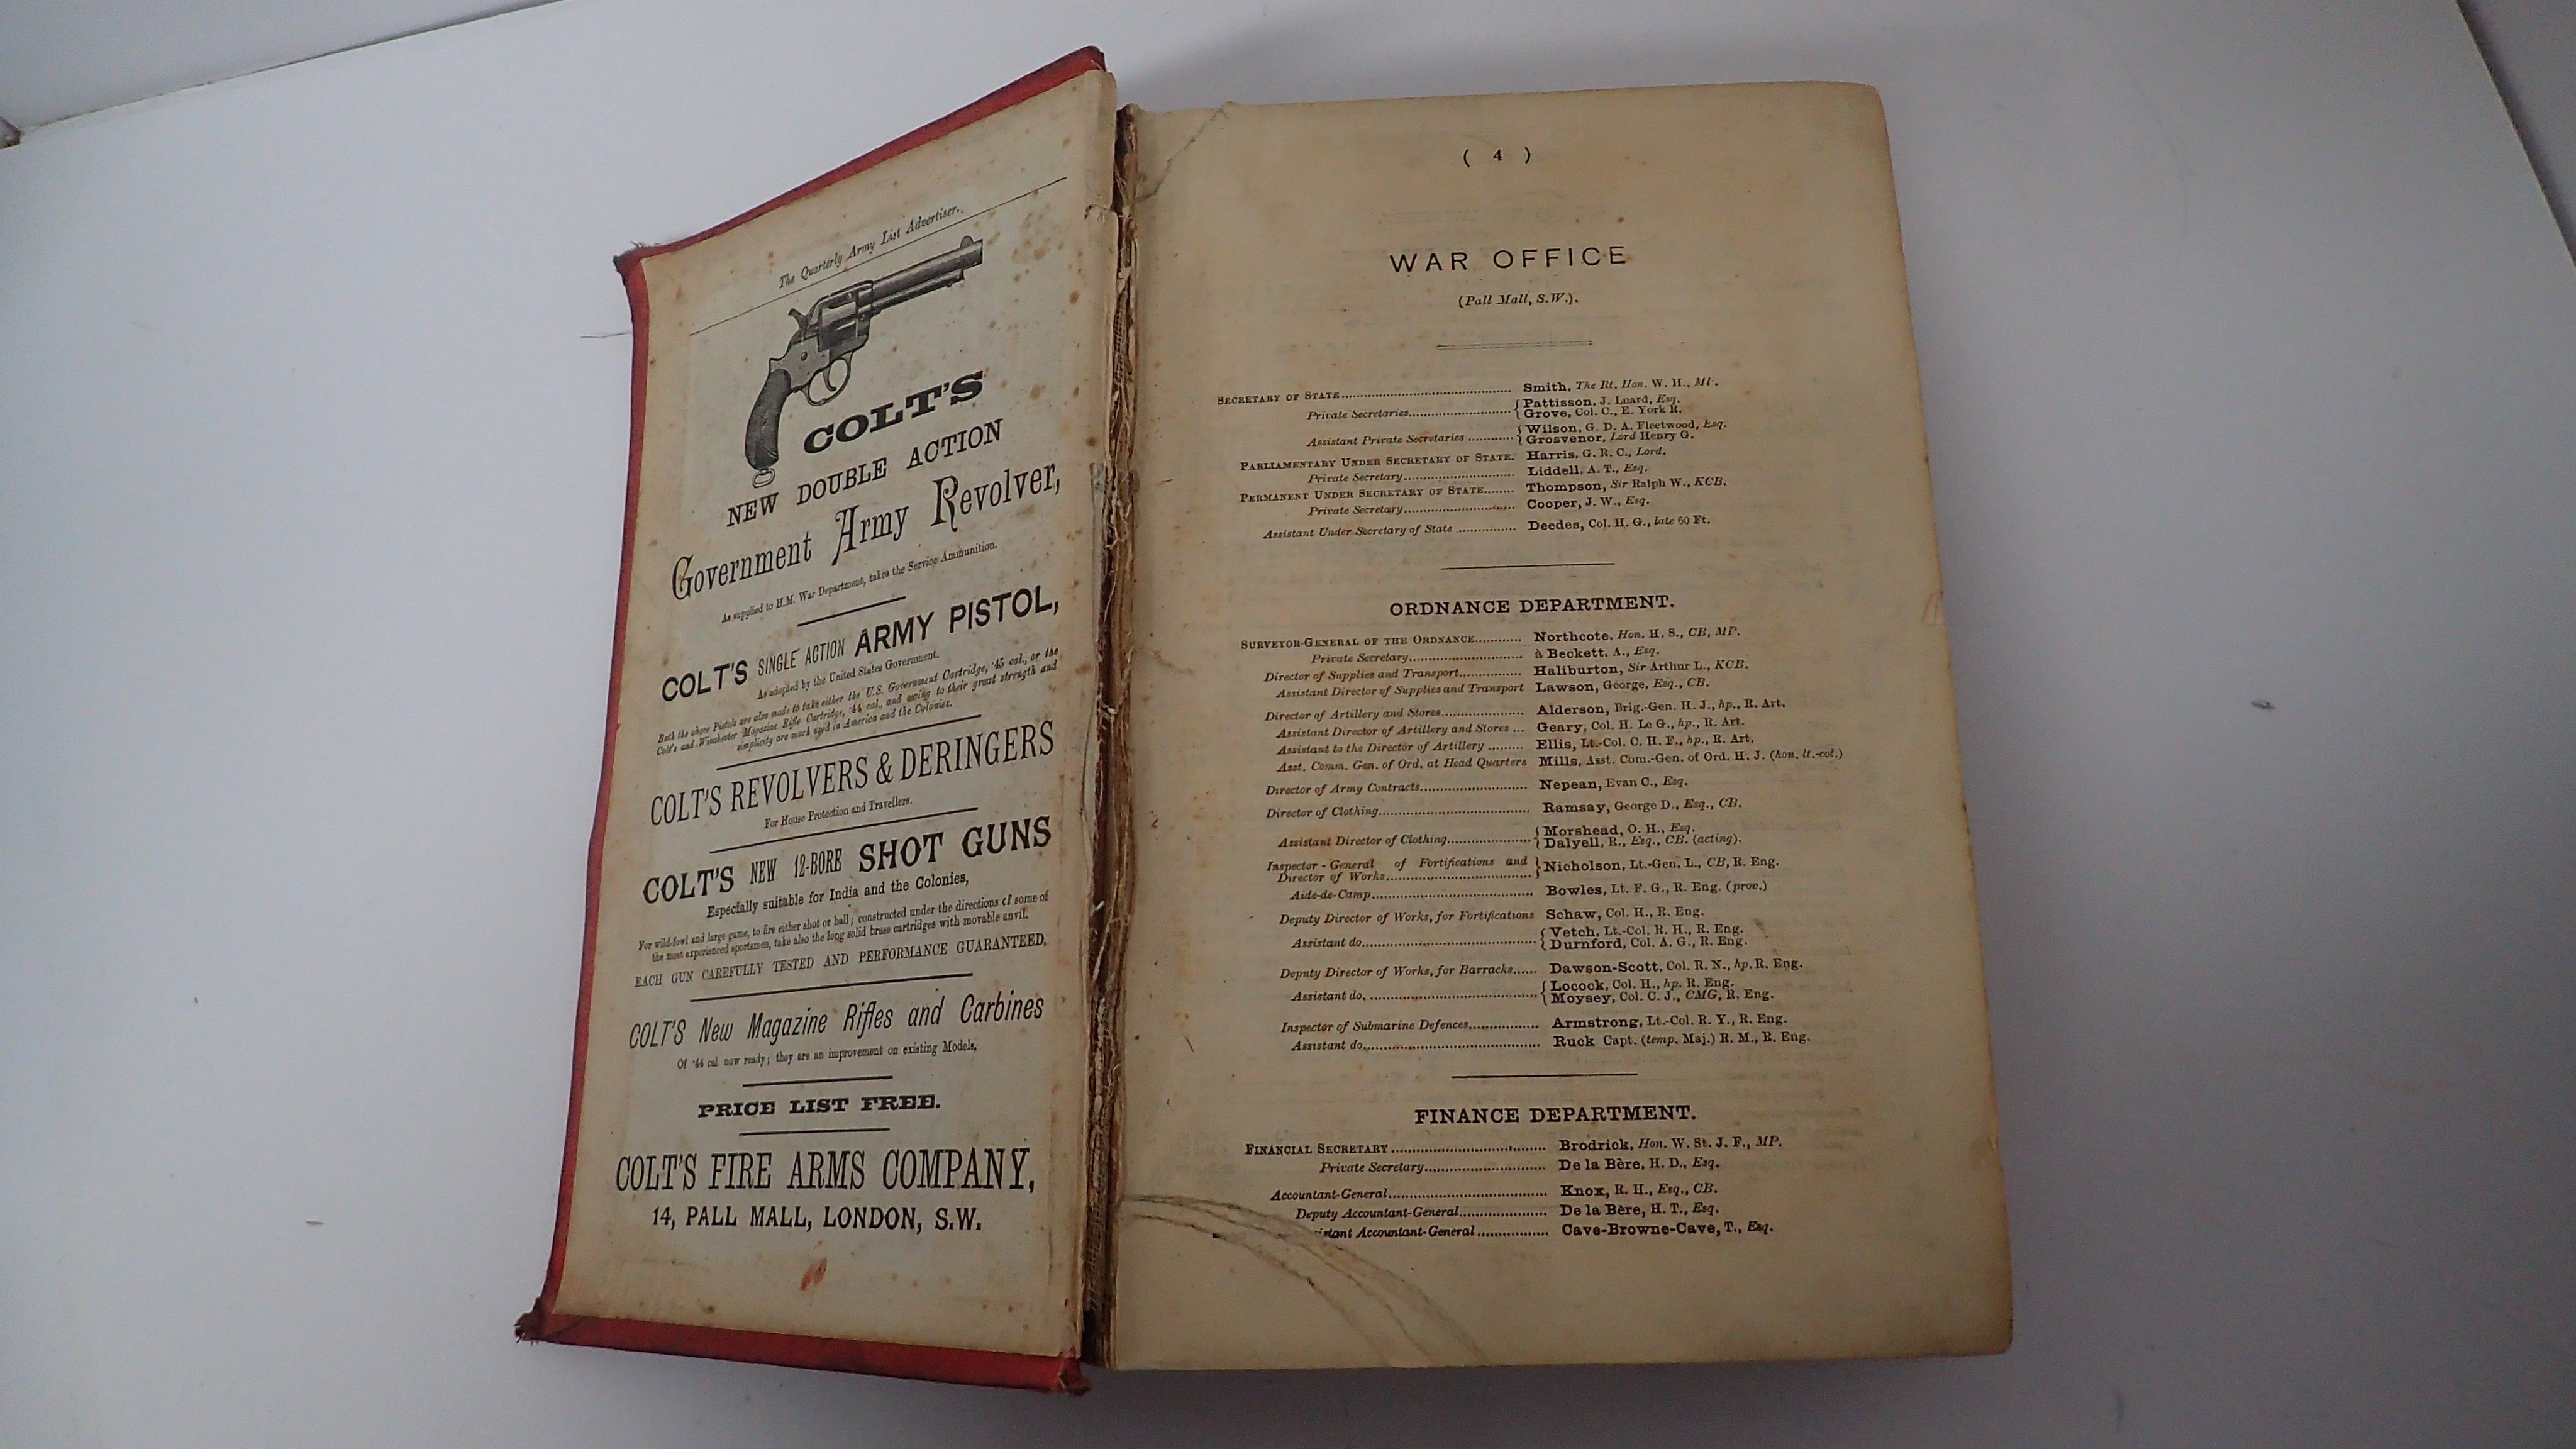 The Quarterly Army List Advertiser.
COLT'S
NEW DOUBLE ACTION
Government Army Revolver,
As supplied to H.M. War Department, takes the Service Ammunition.
COLT'S SINGLE ACTION ARMY PISTOL,
As adopted by the United States Government.
Both the above Pistols are also made to take either the U.S. Government Cartridge, '45 cal., or the
Colt's and Winchester Magazine Rifle Cartridge, '44 cal., and owing to their great strength and
simplicity are much used in America and the Colonies.
COLT'S REVOLVERS & DERINGERS
For House Protection and Travellers.
COLT'S NEW 12-BORE SHOT GUNS
Especially suitable for India and the Colonies,
For wild-fowl and large game, to fire either shot or ball; constructed under the directions of some of
the most experienced sportsmen, take also the long solid brass cartridges with movable anvil.
EACH GUN CAREFULLY TESTED AND PERFORMANCE GUARANTEED.
COLT'S New Magazine Rifles and Carbines
Of '44 cal. now ready; they are an improvement on existing Models,
PRICE LIST FREE.
COLT'S FIRE ARMS COMPANY,
14, PALL MALL, LONDON, S.W.
( 4 )
WAR OFFICE
(Pall Mall, S.W.).
SECRETARY OF STATE.......... Smith, The Rt. Hon. W. H., MP.
Private Secretaries.......... { Pattisson, J. Luard, Esq.
Grove, Col. C., E. York R.
Assistant Private Secretaries .......... { Wilson, G. D. A. Fleetwood, Esq.
Grosvenor, Lord Henry G.
PARLIAMENTARY UNDER SECRETARY OF STATE. Harris, G. R. C., Lord.
Private Secretary.......... Liddell, A. T., Esq.
PERMANENT UNDER SECRETARY OF STATE........ Thompson, Sir Ralph W., KCB.
Private Secretary.......... Cooper, J. W., Esq.
Assistant Under Secretary of State .......... Deedes, Col. H. G., late 60 Ft.
ORDNANCE DEPARTMENT.
SURVEYOR-GENERAL OF THE ORDNANCE.......... Northcote, Hon. H. S., CB, MP.
Private Secretary.......... à Beckett, A., Esq.
Director of Supplies and Transport.......... Haliburton, Sir Arthur L., KCB.
Assistant Director of Supplies and Transport Lawson, George, Esq., CB.
Director of Artillery and Stores.......... Alderson, Brig.-Gen. H. J., hp., R. Art.
Assistant Director of Artillery and Stores ... Geary, Col. H. Le G., hp., R. Art.
Assistant to the Director of Artillery ......... Ellis, Lt.-Col. C. H. F., hp., R. Art.
Asst. Comm. Gen. of Ord. at Head Quarters Mills, Asst. Com.-Gen. of Ord. H. J. (hon. lt.-col.)
Director of Army Contracts.......... Nepean, Evan C., Esq.
Director of Clothing.......... Ramsay, George D., Esq., CB.
Assistant Director of Clothing.......... { Morshead, O. H., Esq.
Dalyell, R., Esq., CB. (acting).
Inspector-General of Fortifications and
Director of Works.......... } Nicholson, Lt.-Gen. L., CB, R. Eng.
Aide-de-Camp.......... Bowles, Lt. F. G., R. Eng. (prov.)
Deputy Director of Works, for Fortifications Schaw, Col. H., R. Eng.
Assistant do.......... { Vetch, Lt.-Col. R. H., R. Eng.
Durnford, Col. A. G., R. Eng.
Deputy Director of Works, for Barracks...... Dawson-Scott, Col. R. N., hp. R. Eng.
Assistant do. .......... { Locock, Col. H., hp. R. Eng.
Moysey, Col. C. J., CMG, R. Eng.
Inspector of Submarine Defences.......... Armstrong, Lt.-Col. R. Y., R. Eng.
Assistant do.......... Ruck Capt. (temp. Maj.) R. M., R. Eng.
FINANCE DEPARTMENT.
FINANCIAL SECRETARY .......... Brodrick, Hon. W. St. J. F., MP.
Private Secretary.......... De la Bère, H. D., Esq.
Accountant-General.......... Knox, R. H., Esq., CB.
Deputy Accountant-General.......... De la Bère, H. T., Esq.
istant Accountant-General .......... Cave-Browne-Cave, T., Esq.